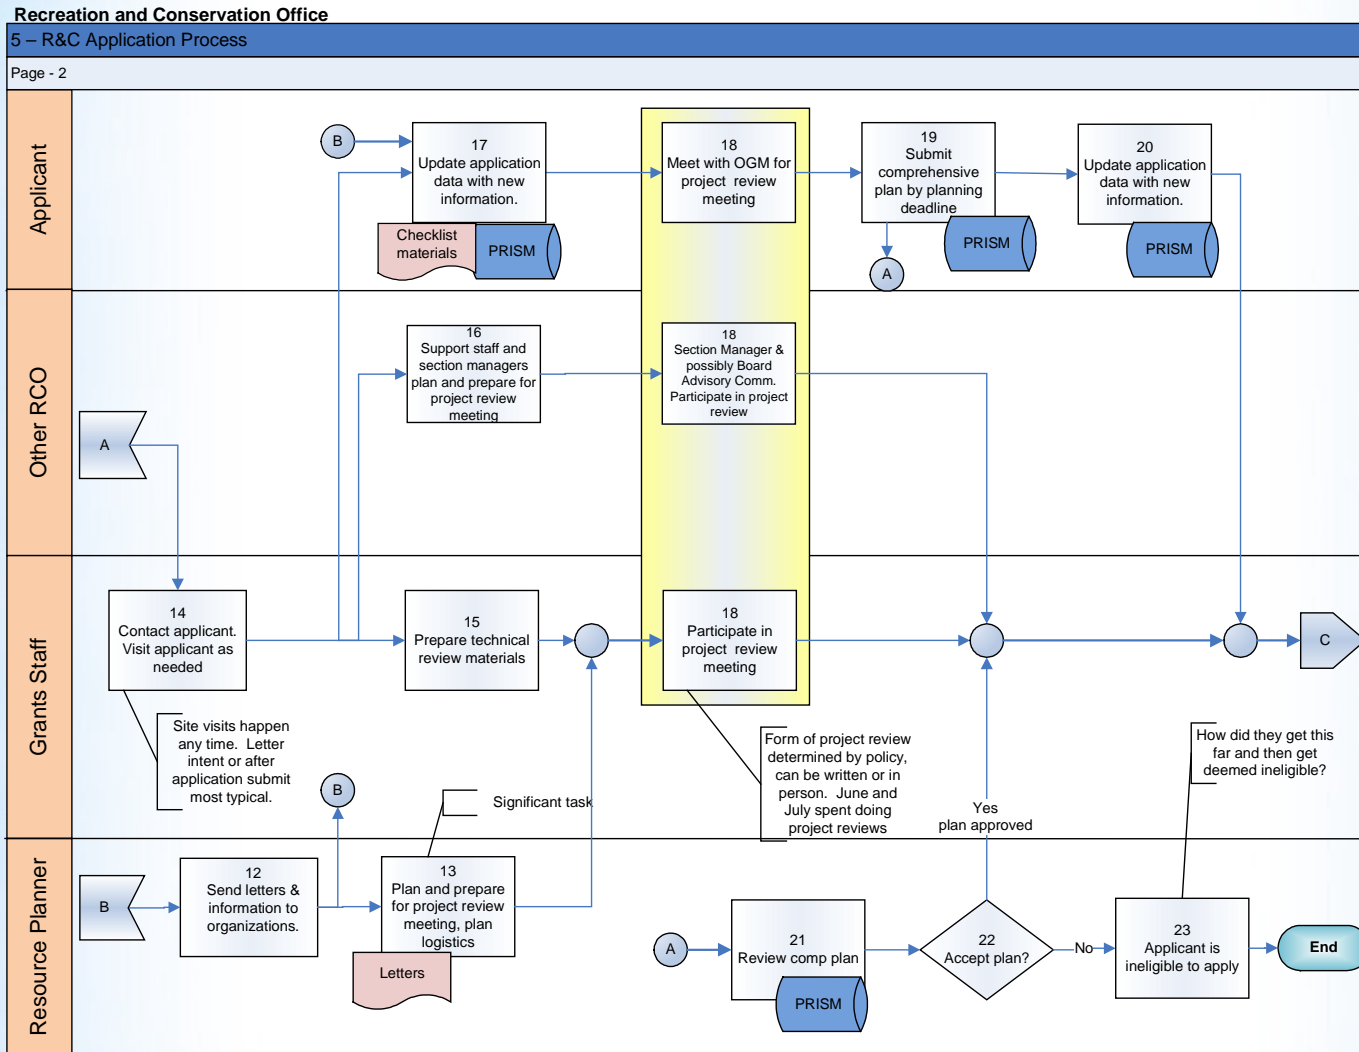 Recreation and Conservation Office
5 – R&C Application Process
Page - 2
Applicant
B
17
Update application
data with new
information.
Checklist
materials
PRISM
18
Meet with OGM for
project review
meeting
19
Submit
comprehensive
plan by planning
deadline
PRISM
A
20
Update application
data with new
information.
PRISM
Other RCO
A
16
Support staff and
section managers
plan and prepare for
project review
meeting
18
Section Manager &
possibly Board
Advisory Comm.
Participate in project
review
Grants Staff
14
Contact applicant.
Visit applicant as
needed
Site visits happen
any time. Letter
intent or after
application submit
most typical.
15
Prepare technical
review materials
18
Participate in
project review
meeting
Form of project review
determined by policy,
can be written or in
person. June and
July spent doing
project reviews
C
B
Significant task
Yes
plan approved
How did they get this
far and then get
deemed ineligible?
Resource Planner
B
12
Send letters &
information to
organizations.
13
Plan and prepare
for project review
meeting, plan
logistics
Letters
A
21
Review comp plan
PRISM
22
Accept plan?
No
23
Applicant is
ineligible to apply
End